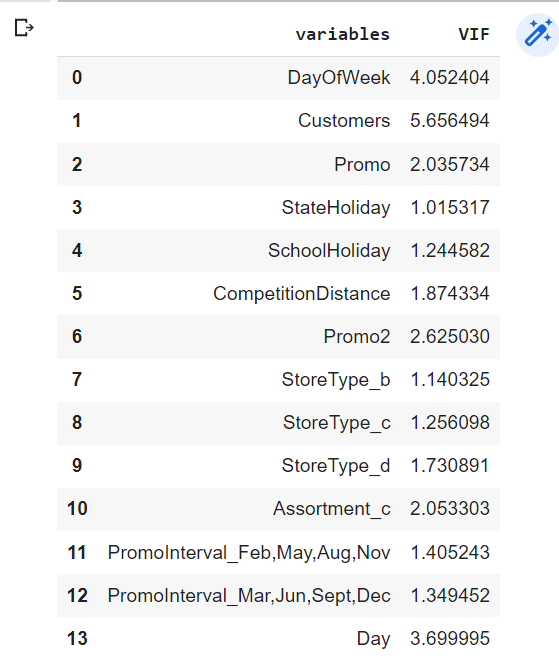 variables VIF
0 DayOfWeek 4.052404
1 Customers 5.656494
2 Promo 2.035734
3 StateHoliday 1.015317
4 SchoolHoliday 1.244582
5 CompetitionDistance 1.874334
6 Promo2 2.625030
7 StoreType_b 1.140325
8 StoreType_c 1.256098
9 StoreType_d 1.730891
10 Assortment_c 2.053303
11 PromoInterval_Feb,May,Aug,Nov 1.405243
12 PromoInterval_Mar,Jun,Sept,Dec 1.349452
13 Day 3.699995